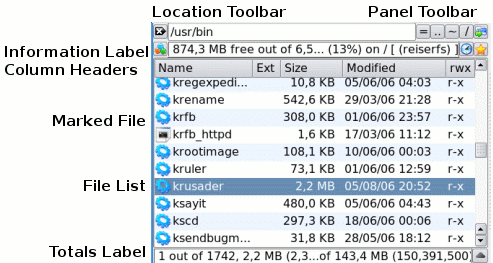 Location Toolbar Panel Toolbar
/usr/bin = .. ~ /
Information Label 874,3 MB free out of 6,5... (13%) on / [ (reiserfs) ]
Column Headers Name Ext Size Modified rwx
kregexpedi... 10,8 KB 05/06/06 04:03 r-x
krename 542,6 KB 29/03/06 21:28 r-x
Marked File krfb 308,0 KB 01/06/06 23:57 r-x
krfb_httpd 1,6 KB 17/03/06 11:12 r-x
krootimage 108,1 KB 10/06/06 00:03 r-x
kruler 73,1 KB 01/06/06 12:59 r-x
File List krusader 2,2 MB 05/08/06 20:52 r-x
ksayit 480,0 KB 05/06/06 04:43 r-x
kscd 297,3 KB 18/06/06 00:06 r-x
ksendbugm... 31,8 KB 28/05/06 18:12 r-x
Totals Label 1 out of 1742, 2,2 MB (2,3...of 143,4 MB (150,391,500)